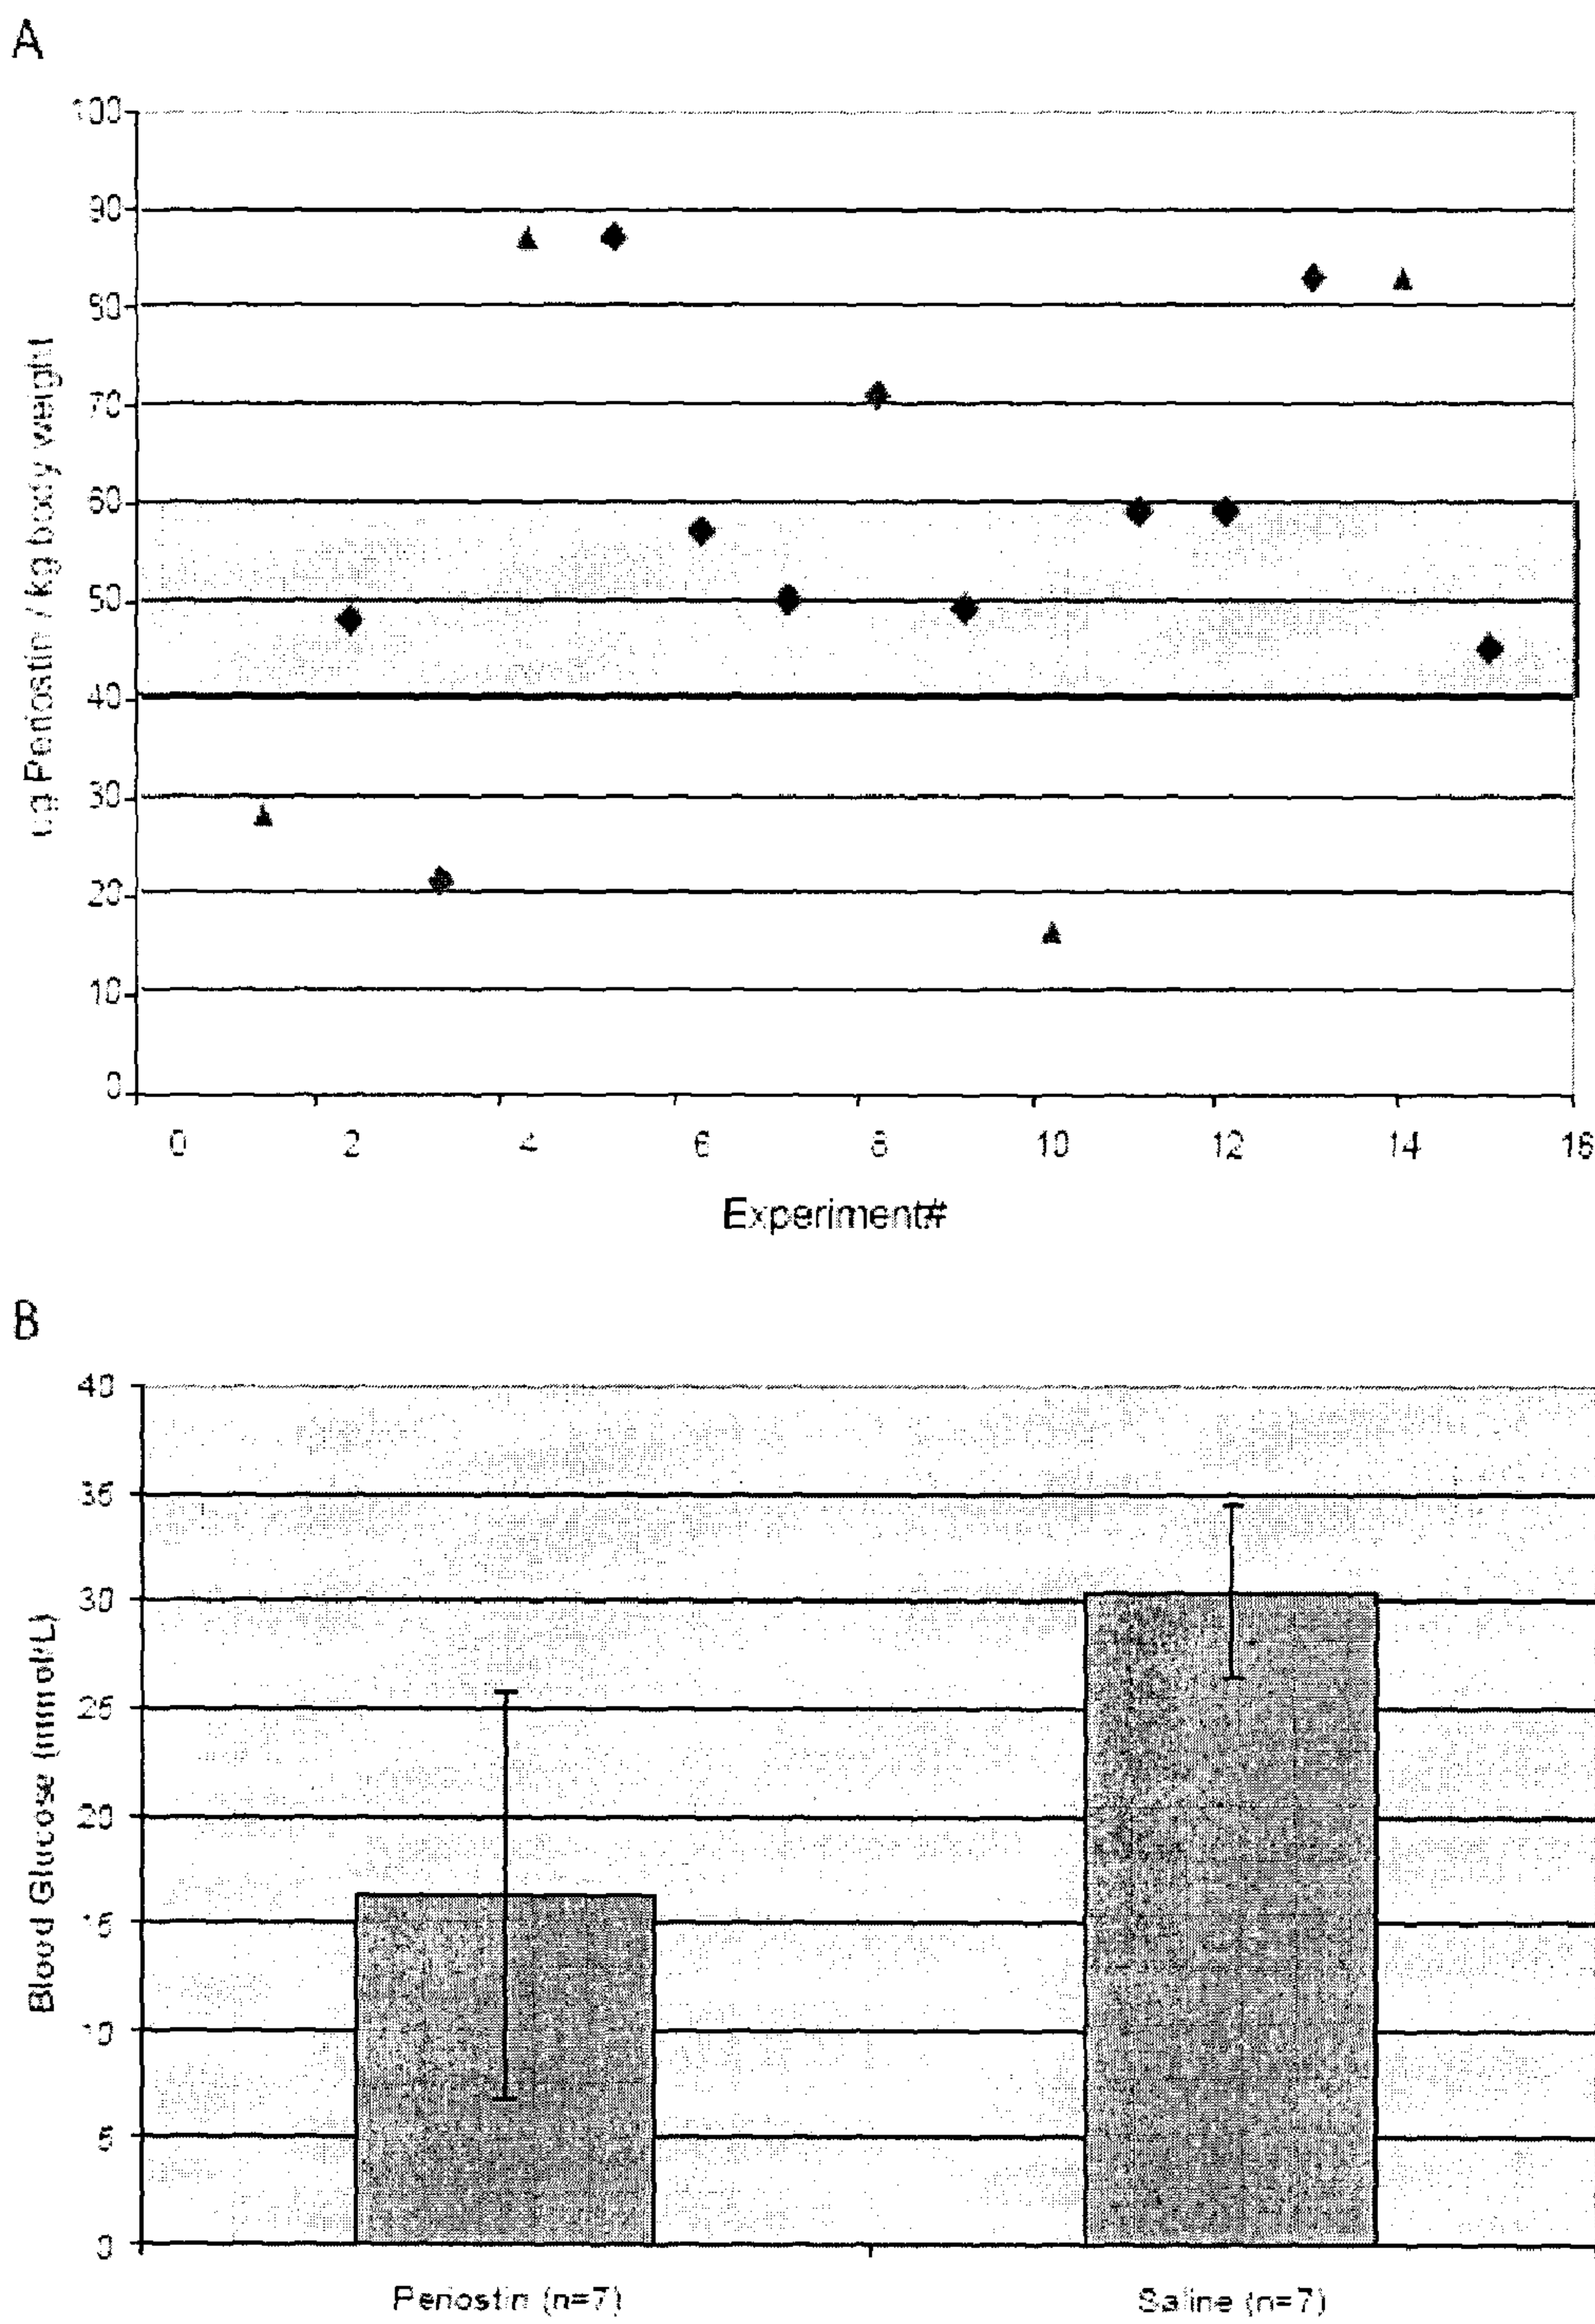 A
100
90
80
70
60
50
40
30
20
10
0
ug Periostin / kg body weight
0 2 4 6 8 10 12 14 16
Experiment#
B
40
35
30
25
20
15
10
5
0
Blood Glucose (mmol/L)
Periostin (n=7) Saline (n=7)